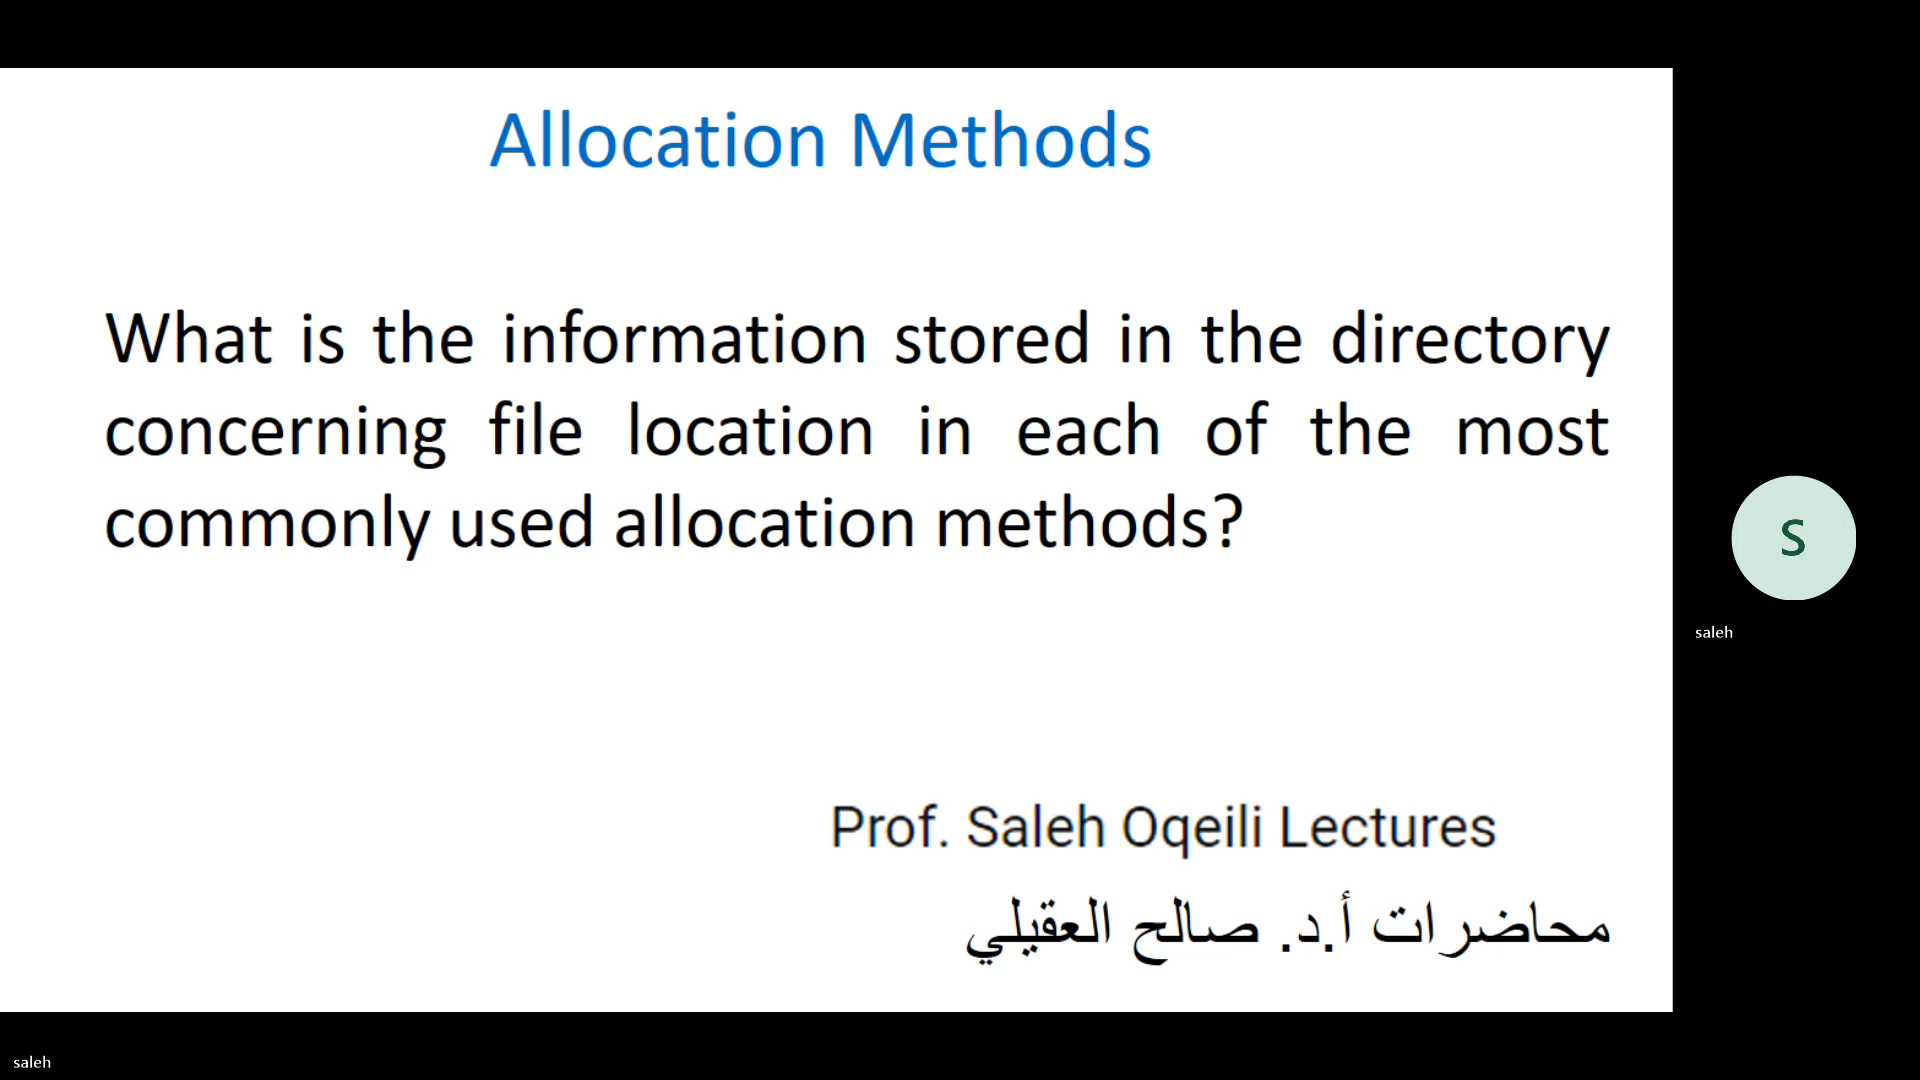 Allocation Methods
What is the information stored in the directory
concerning file location in each of the most
commonly used allocation methods?
S
saleh
Prof. Saleh Oqeili Lectures
محاضرات أ.د. صالح العقيلي
saleh